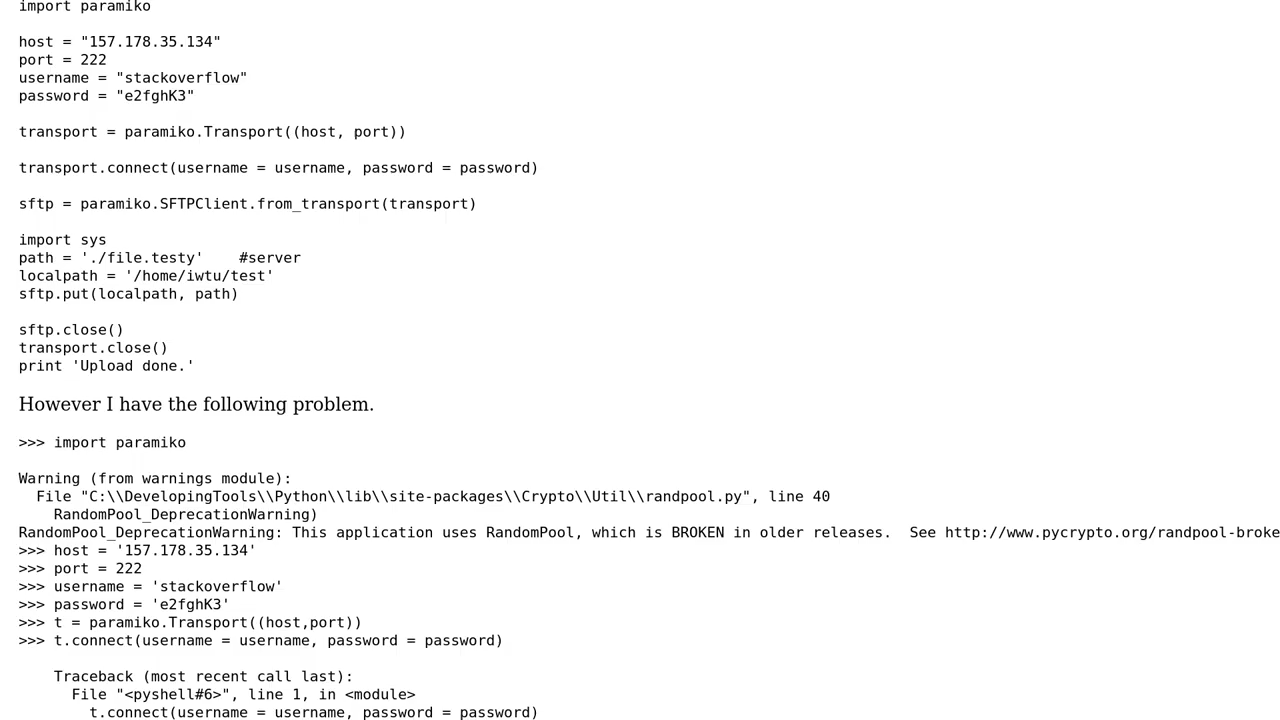 import paramiko
host = "157.178.35.134"
port = 222
username = "stackoverflow"
password = "e2fghK3"
transport = paramiko.Transport((host, port))
transport.connect(username = username, password = password)
sftp = paramiko.SFTPClient.from_transport(transport)
import sys
path = './file.testy'    #server
localpath = '/home/iwtu/test'
sftp.put(localpath, path)
sftp.close()
transport.close()
print 'Upload done.'
However I have the following problem.
>>> import paramiko
Warning (from warnings module):
  File "C:\\DevelopingTools\\Python\\lib\\site-packages\\Crypto\\Util\\randpool.py", line 40
    RandomPool_DeprecationWarning)
RandomPool_DeprecationWarning: This application uses RandomPool, which is BROKEN in older releases.  See http://www.pycrypto.org/randpool-broke
>>> host = '157.178.35.134'
>>> port = 222
>>> username = 'stackoverflow'
>>> password = 'e2fghK3'
>>> t = paramiko.Transport((host,port))
>>> t.connect(username = username, password = password)
    Traceback (most recent call last):
      File "<pyshell#6>", line 1, in <module>
        t.connect(username = username, password = password)